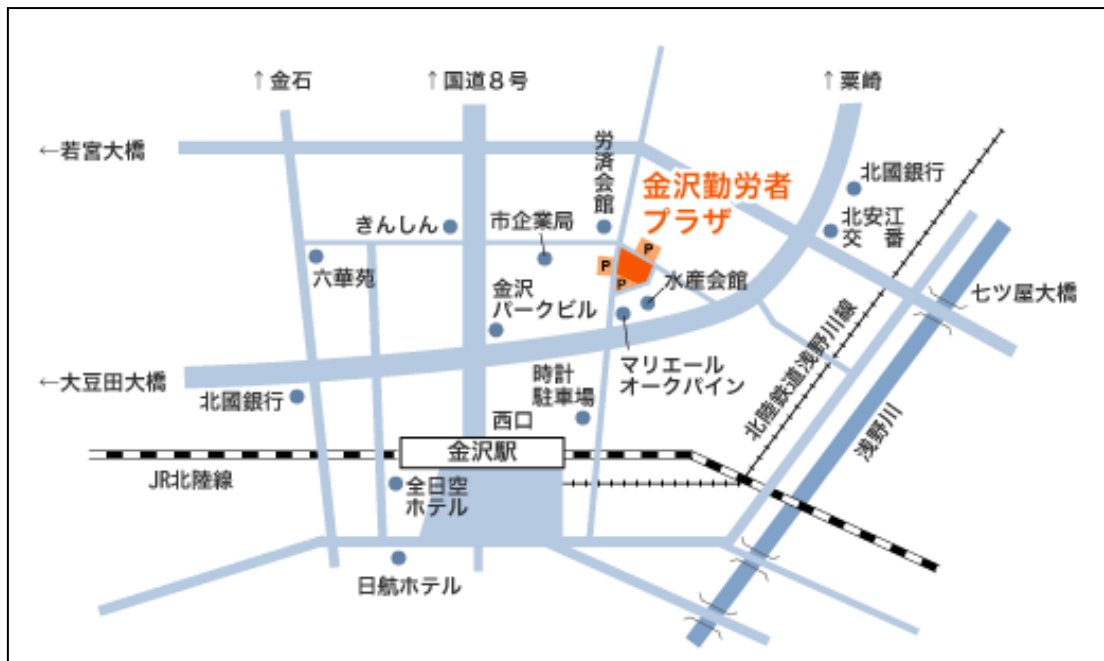 ↑金石
↑国道8号
↑粟崎
←若宮大橋
労済会館
金沢勤労者
プラザ
北國銀行
きんしん
市企業局
北安江
交番
六華苑
P
P
P
水産会館
金沢
パークビル
七ツ屋大橋
←大豆田大橋
マリエール
オークパイン
北陸鉄道浅野川線
時計
駐車場
北國銀行
西口
浅野川
金沢駅
JR北陸線
全日空
ホテル
日航ホテル